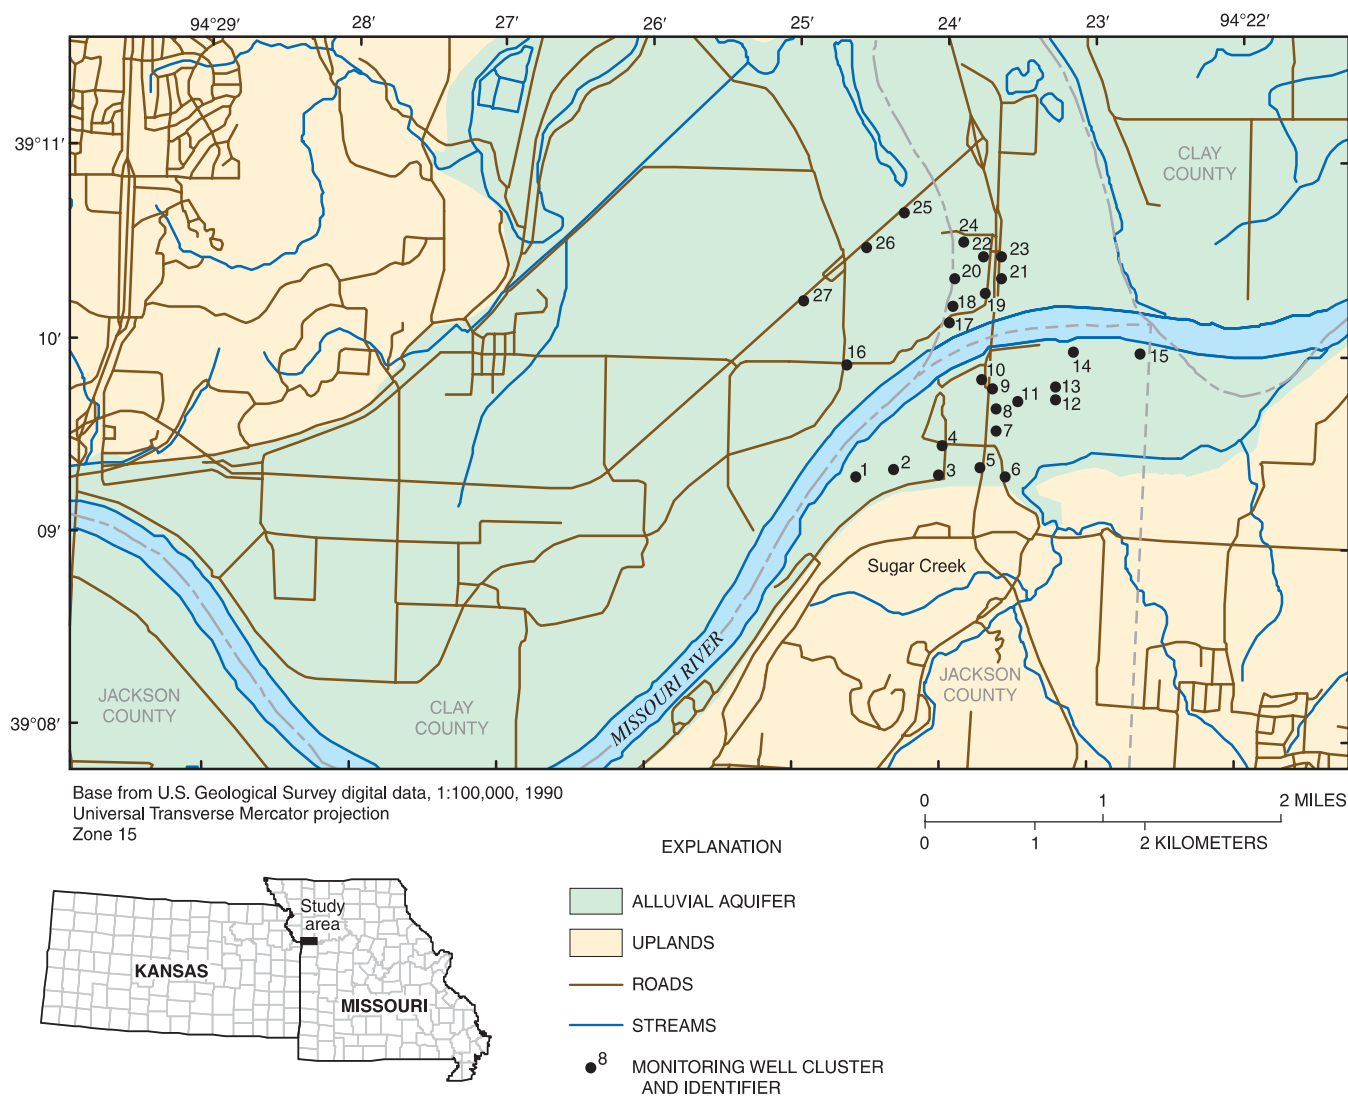 94°29′ 28′ 27′ 26′ 25′ 24′ 23′ 94°22′
39°11′
10′
09′
39°08′
CLAY
COUNTY
25
26
24
22
23
20
21
27
18
19
17
16
14
15
10
9
11
13
12
8
7
4
5
6
1
2
3
Sugar Creek
MISSOURI RIVER
JACKSON
COUNTY
CLAY
COUNTY
JACKSON
COUNTY
Base from U.S. Geological Survey digital data, 1:100,000, 1990
Universal Transverse Mercator projection
Zone 15
0 1 2 MILES
0 1 2 KILOMETERS
EXPLANATION
ALLUVIAL AQUIFER
UPLANDS
ROADS
STREAMS
8 MONITORING WELL CLUSTER
AND IDENTIFIER
Study
area
KANSAS
MISSOURI